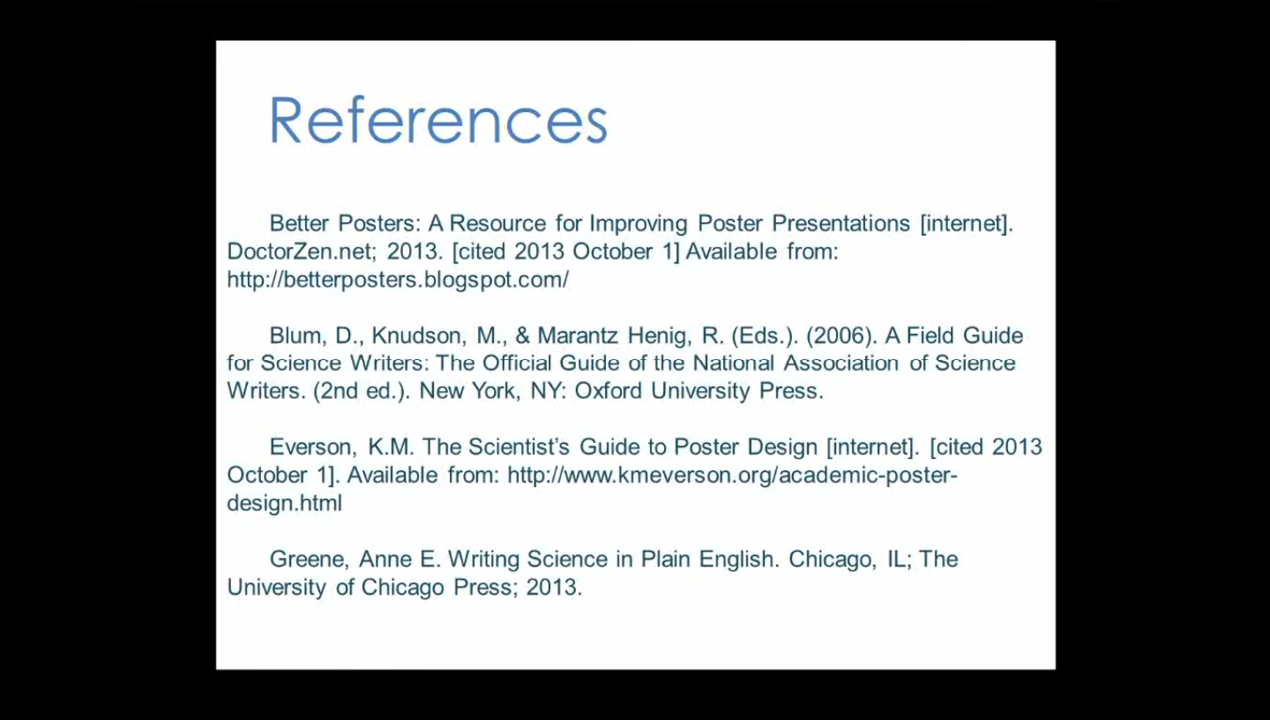 References
Better Posters: A Resource for Improving Poster Presentations [internet].
DoctorZen.net; 2013. [cited 2013 October 1] Available from:
http://betterposters.blogspot.com/
Blum, D., Knudson, M., & Marantz Henig, R. (Eds.). (2006). A Field Guide
for Science Writers: The Official Guide of the National Association of Science
Writers. (2nd ed.). New York, NY: Oxford University Press.
Everson, K.M. The Scientist's Guide to Poster Design [internet]. [cited 2013
October 1]. Available from: http://www.kmeverson.org/academic-poster-
design.html
Greene, Anne E. Writing Science in Plain English. Chicago, IL; The
University of Chicago Press; 2013.